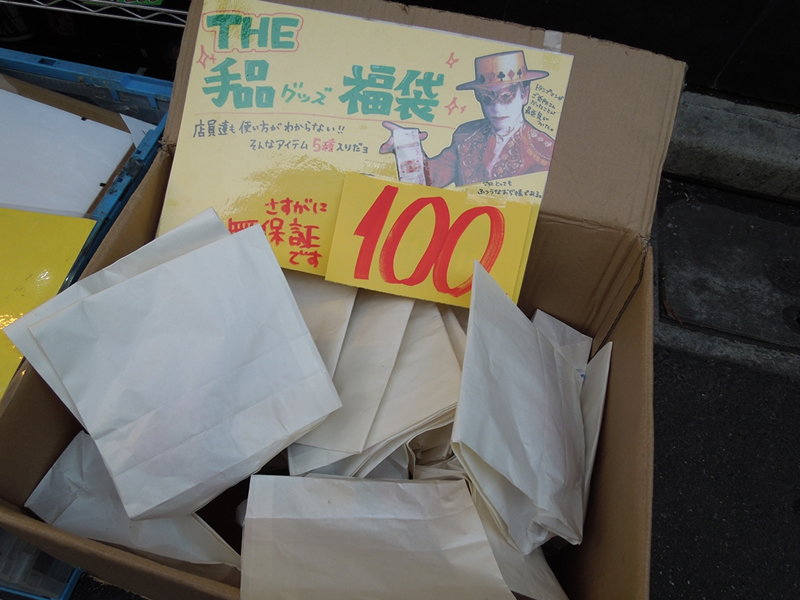 THE
手品グッズ 福袋
店員達も使い方がわからない!!
そんなアイテム5種入りだョ
さすがに
無保証
です
100